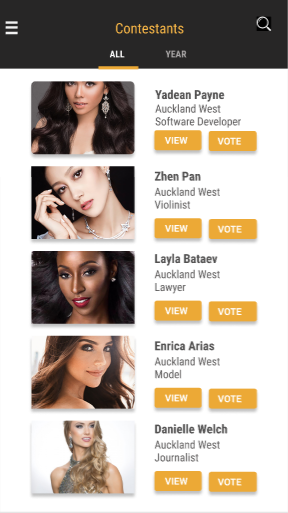 Contestants
ALL YEAR
Yadean Payne
Auckland West
Software Developer
VIEW VOTE
Zhen Pan
Auckland West
Violinist
VIEW VOTE
Layla Bataev
Auckland West
Lawyer
VIEW VOTE
Enrica Arias
Auckland West
Model
VIEW VOTE
Danielle Welch
Auckland West
Journalist
VIEW VOTE